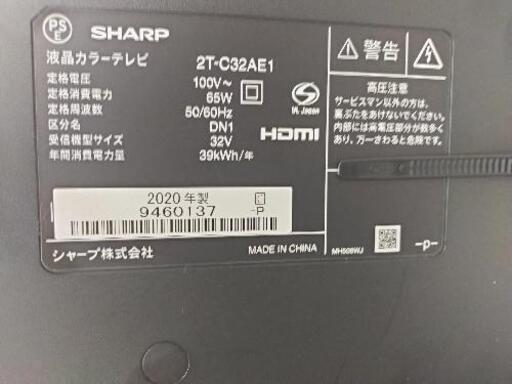 PS E
SHARP
液晶カラーテレビ 2T-C32AE1
定格電圧 100V～
定格消費電力 65W
定格周波数 50/60Hz
区分名 DN1
受信機型サイズ 32V
年間消費電力量 39kWh/年
HDMI
2020年製
9460137 -P
シャープ株式会社
MADE IN CHINA
警告
高圧注意
サービスマン以外の方は、
裏ぶたをあけないでください。
内部には高電圧部分が数多く
あり、万一さわると危険です。
-P-